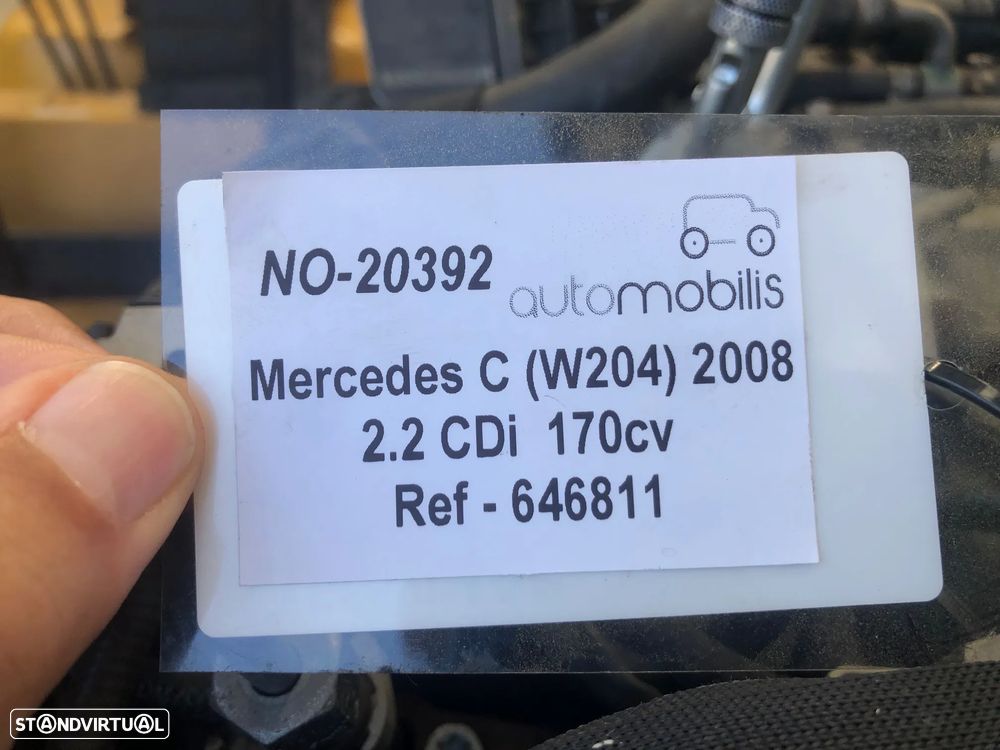 NO-20392
automobilis
Mercedes C (W204) 2008
2.2 CDi 170cv
Ref - 646811
STANDVIRTUAL